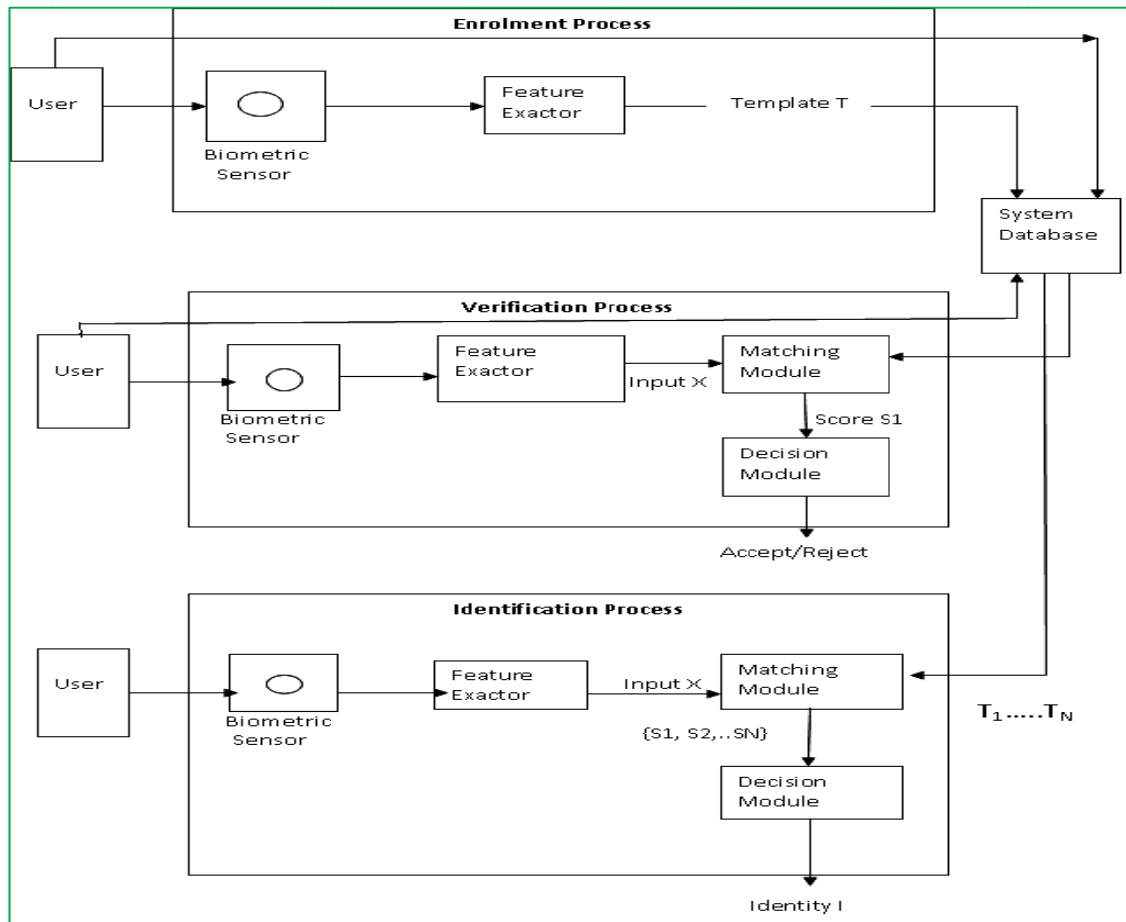 Enrolment Process
User
Biometric
Sensor
Feature
Exactor
Template T
System
Database
Verification Process
User
Biometric
Sensor
Feature
Exactor
Input X
Matching
Module
Score S1
Decision
Module
Accept/Reject
Identification Process
User
Biometric
Sensor
Feature
Exactor
Input X
Matching
Module
{S1, S2,..SN}
T1.....TN
Decision
Module
Identity I